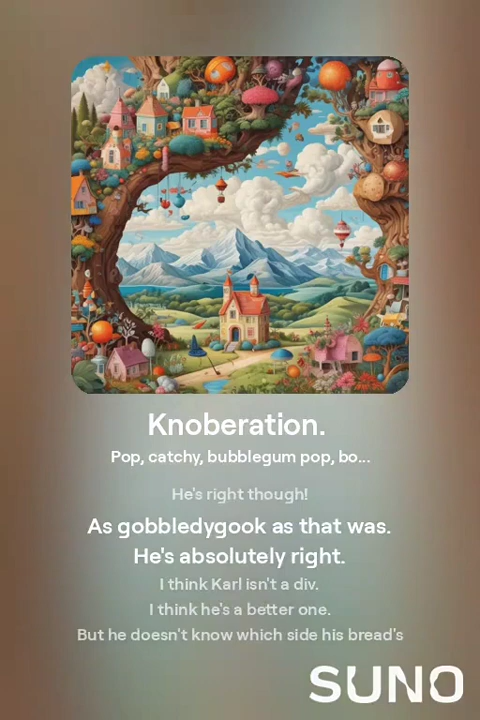 Knoberation.
Pop, catchy, bubblegum pop, bo...
He's right though!
As gobbledygook as that was.
He's absolutely right.
I think Karl isn't a div.
I think he's a better one.
But he doesn't know which side his bread's
SUNO